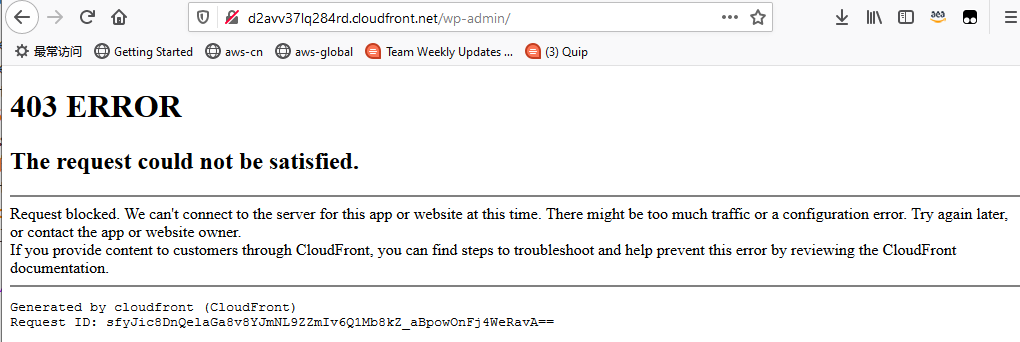 d2avv37lq284rd.cloudfront.net/wp-admin/
最常访问 Getting Started aws-cn aws-global Team Weekly Updates ... (3) Quip
403 ERROR
The request could not be satisfied.
Request blocked. We can't connect to the server for this app or website at this time. There might be too much traffic or a configuration error. Try again later,
or contact the app or website owner.
If you provide content to customers through CloudFront, you can find steps to troubleshoot and help prevent this error by reviewing the CloudFront
documentation.
Generated by cloudfront (CloudFront)
Request ID: sfyJic8DnQelaGa8v8YJmNL9ZZmIv6Q1Mb8kZ_aBpowOnFj4WeRavA==